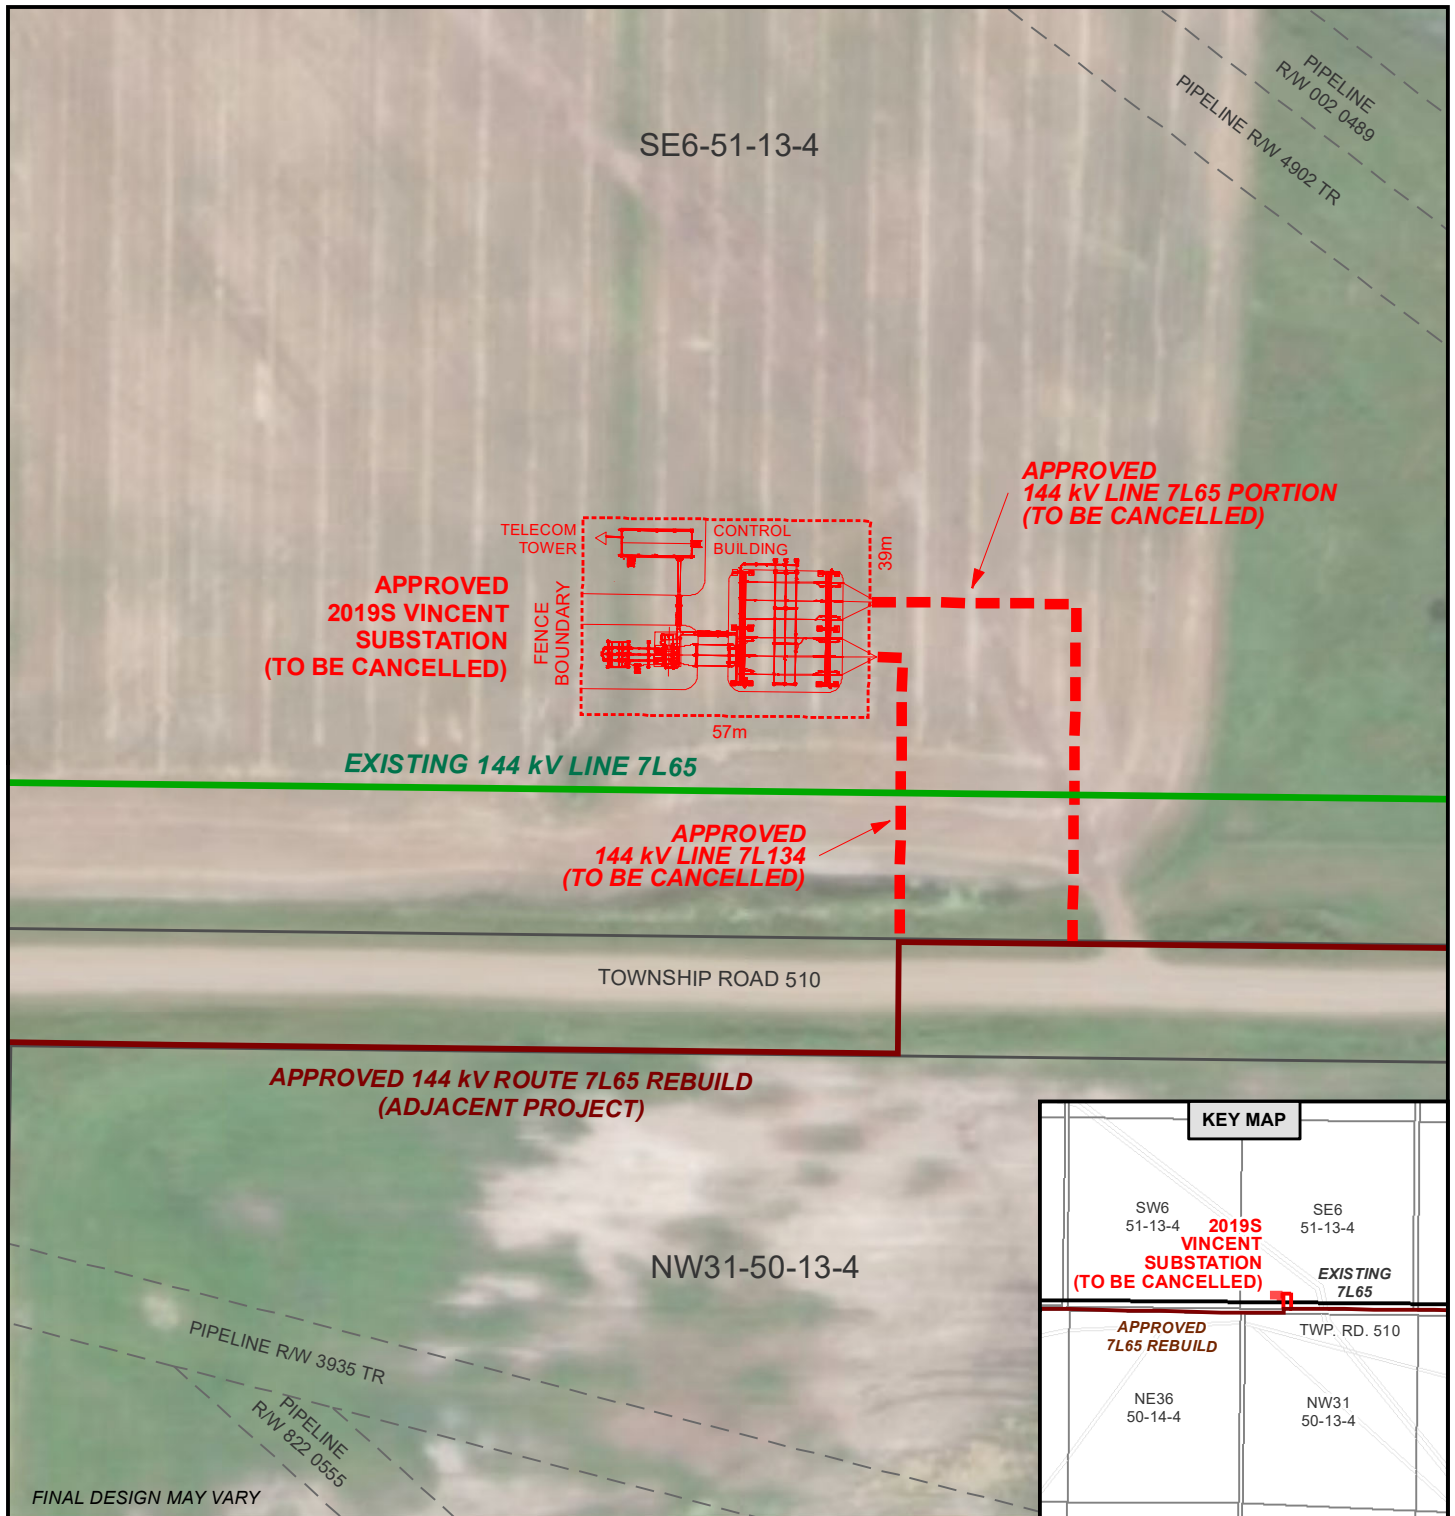 PIPELINE
R/W 002 0489
PIPELINE R/W 4902 TR
SE6-51-13-4
APPROVED
144 kV LINE 7L65 PORTION
(TO BE CANCELLED)
TELECOM
TOWER
CONTROL
BUILDING
39m
APPROVED
2019S VINCENT
SUBSTATION
(TO BE CANCELLED)
FENCE
BOUNDARY
57m
EXISTING 144 kV LINE 7L65
APPROVED
144 kV LINE 7L134
(TO BE CANCELLED)
TOWNSHIP ROAD 510
APPROVED 144 kV ROUTE 7L65 REBUILD
(ADJACENT PROJECT)
NW31-50-13-4
PIPELINE R/W 3935 TR
PIPELINE
R/W 822 0555
FINAL DESIGN MAY VARY
KEY MAP
SW6
51-13-4
SE6
51-13-4
2019S
VINCENT
SUBSTATION
(TO BE CANCELLED)
EXISTING
7L65
APPROVED
7L65 REBUILD
TWP. RD. 510
NE36
50-14-4
NW31
50-13-4